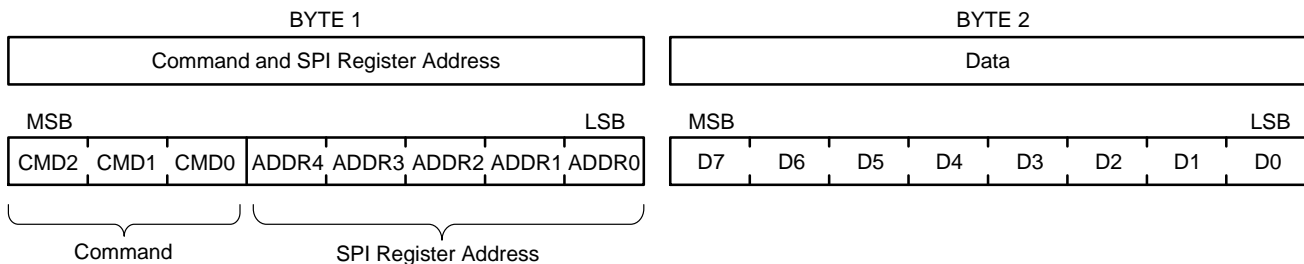 BYTE 1 BYTE 2
Command and SPI Register Address Data
MSB LSB MSB LSB
CMD2 CMD1 CMD0 ADDR4 ADDR3 ADDR2 ADDR1 ADDR0 D7 D6 D5 D4 D3 D2 D1 D0
Command SPI Register Address